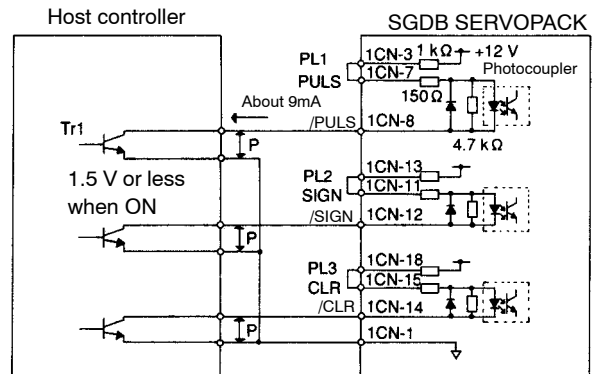 Host controller
SGDB SERVOPACK
PL1 1CN-3 1 kΩ +12 V
PULS 1CN-7 Photocoupler
150Ω
About 9mA
/PULS 1CN-8
4.7 kΩ
Tr1
P
1.5 V or less
when ON
PL2 1CN-13
SIGN 1CN-11
/SIGN 1CN-12
P
PL3 1CN-18
CLR 1CN-15
/CLR 1CN-14
P
1CN-1